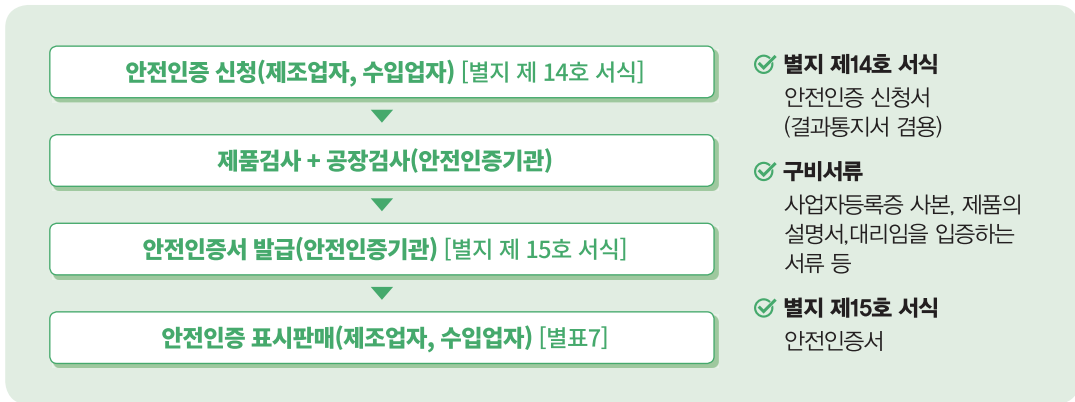 안전인증 신청(제조업자, 수입업자) [별지 제 14호 서식]
제품검사 + 공장검사(안전인증기관)
안전인증서 발급(안전인증기관) [별지 제 15호 서식]
안전인증 표시판매(제조업자, 수입업자) [별표7]
별지 제14호 서식
안전인증 신청서
(결과통지서 겸용)
구비서류
사업자등록증 사본, 제품의
설명서,대리임을 입증하는
서류 등
별지 제15호 서식
안전인증서